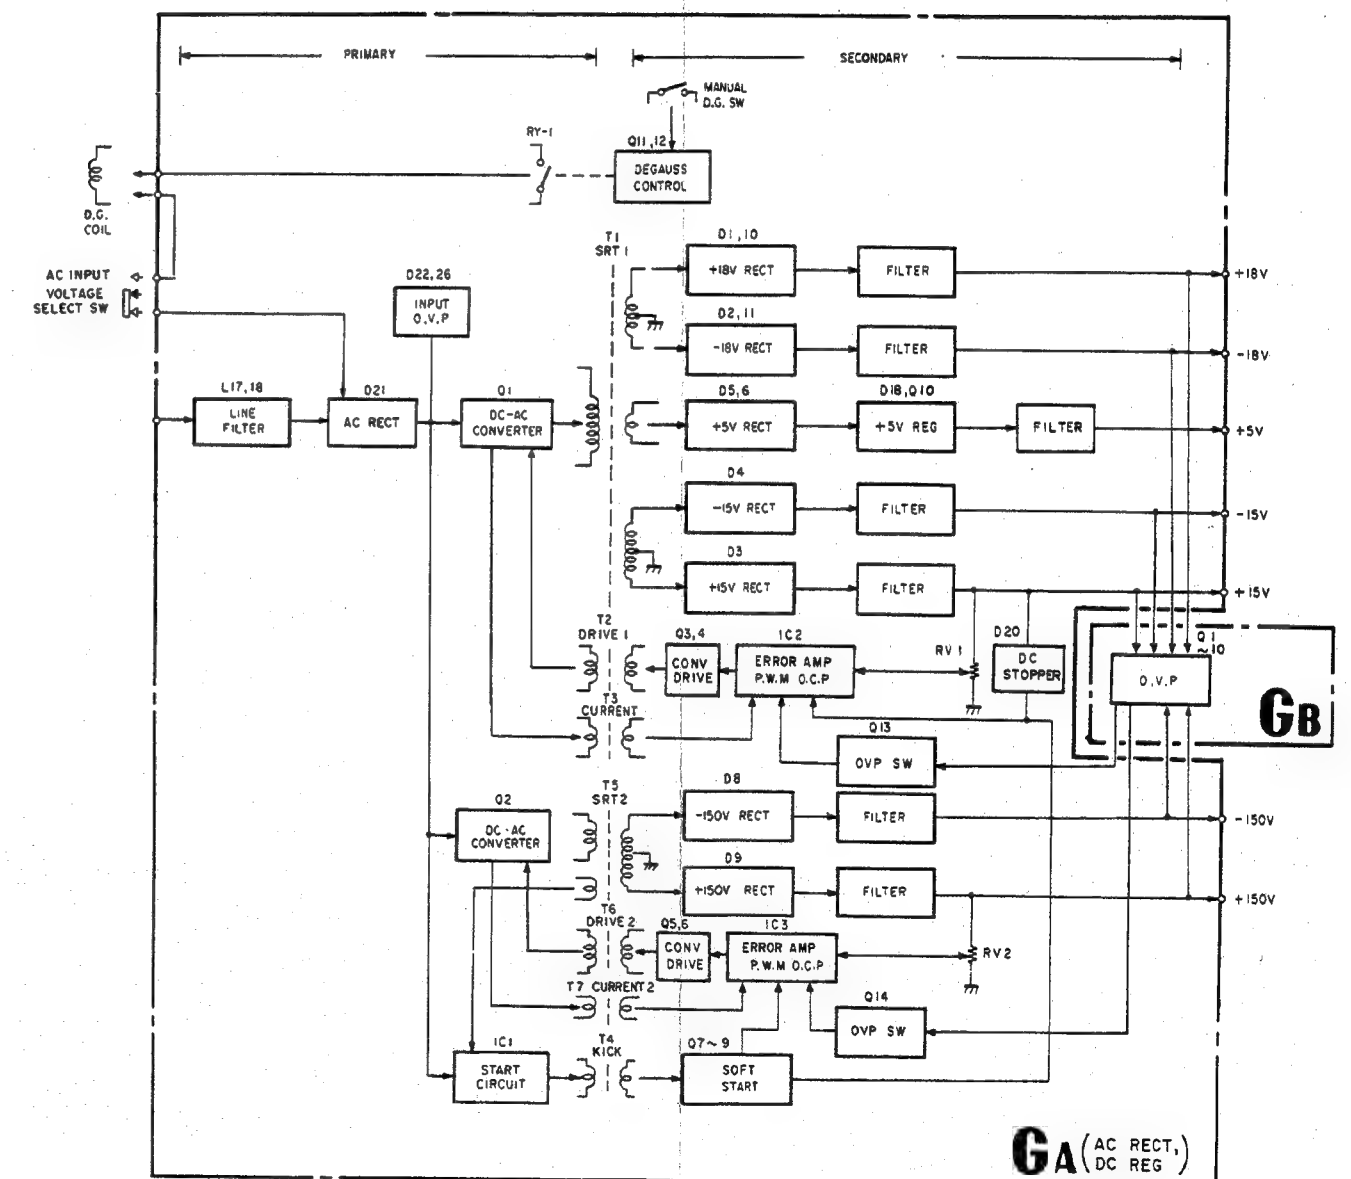 PRIMARY
SECONDARY
MANUAL
D.G. SW
RY-1
Q11,12
DEGAUSS
CONTROL
D.G.
COIL
T1
SRT 1
D1,10
+18V RECT
FILTER
+18V
AC INPUT
VOLTAGE
SELECT SW
D22,26
INPUT
O.V.P
D2,11
-18V RECT
FILTER
-18V
L17,18
LINE
FILTER
D21
AC RECT
Q1
DC-AC
CONVERTER
D5,6
+5V RECT
D18,Q10
+5V REG
FILTER
+5V
D4
-15V RECT
FILTER
-15V
D3
+15V RECT
FILTER
+15V
T2
DRIVE 1
Q3,4
CONV
DRIVE
IC2
ERROR AMP
P.W.M O.C.P
RV1
D20
DC
STOPPER
Q1
~10
O.V.P
GB
T3
CURRENT
Q13
OVP SW
T5
SRT2
D8
-150V RECT
FILTER
-150V
Q2
DC-AC
CONVERTER
D9
+150V RECT
FILTER
+150V
T6
DRIVE 2
Q5,6
CONV
DRIVE
IC3
ERROR AMP
P.W.M O.C.P
RV2
T7 CURRENT 2
Q14
OVP SW
IC1
START
CIRCUIT
T4
KICK
Q7~9
SOFT
START
GA (AC RECT,
DC REG)